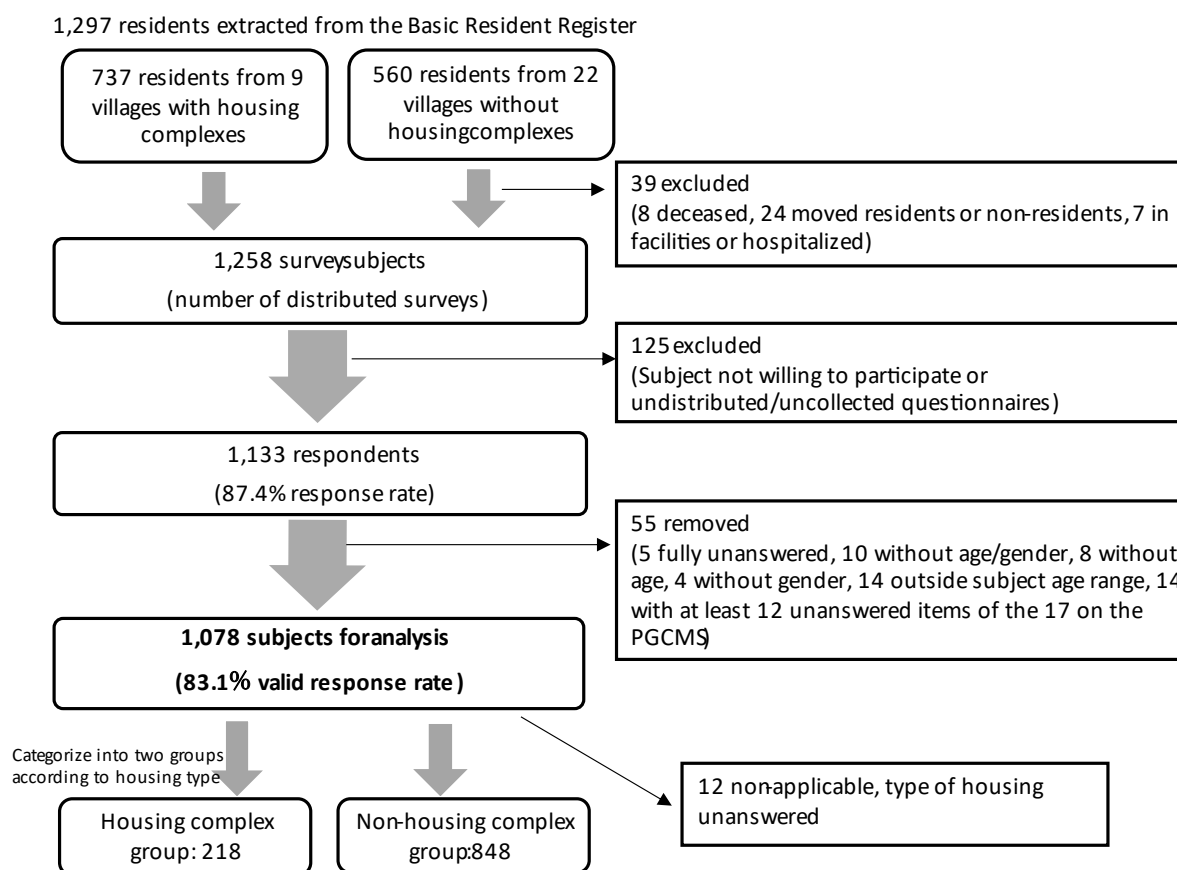 1,297 residents extracted from the Basic Resident Register
737 residents from 9
villages with housing
complexes
560 residents from 22
villages without
housingcomplexes
39 excluded
(8 deceased, 24 moved residents or non-residents, 7 in
facilities or hospitalized)
1,258 surveysubjects
(number of distributed surveys)
125 excluded
(Subject not willing to participate or
undistributed/uncollected questionnaires)
1,133 respondents
(87.4% response rate)
55 removed
(5 fully unanswered, 10 without age/gender, 8 without
age, 4 without gender, 14 outside subject age range, 14
with at least 12 unanswered items of the 17 on the
PGCMS)
1,078 subjects foranalysis
(83.1% valid response rate)
Categorize into two groups
according to housing type
12 non-applicable, type of housing
unanswered
Housing complex
group: 218
Non-housing complex
group:848